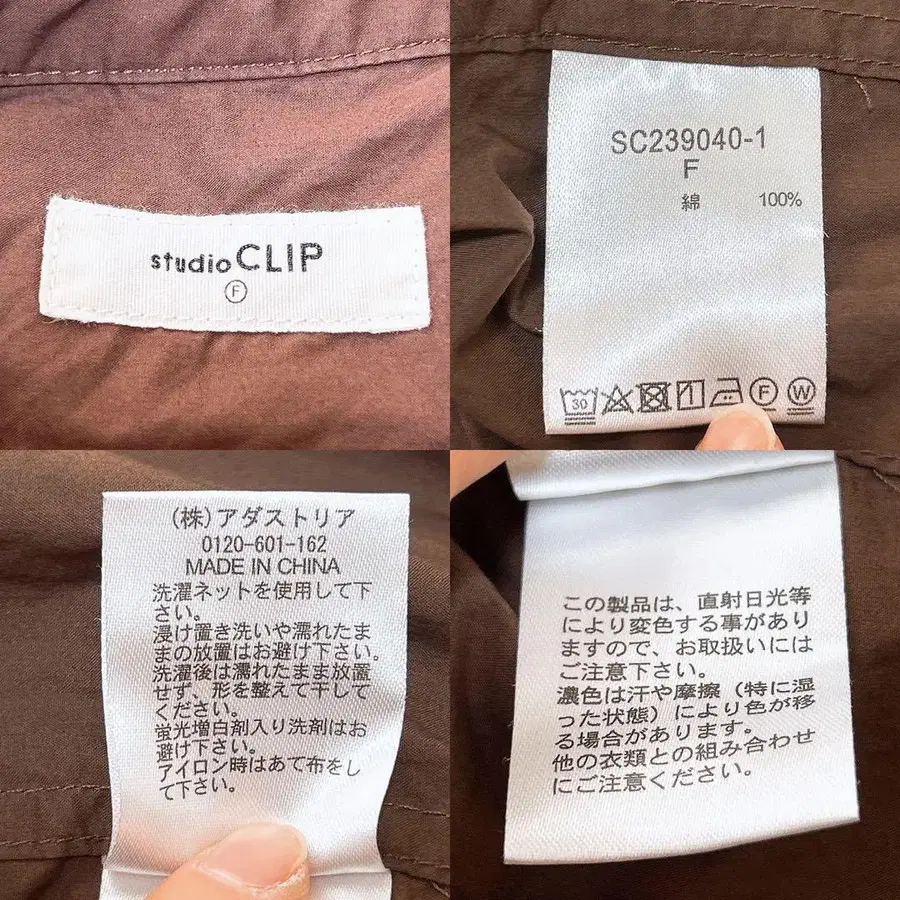 studio CLIP
F
SC239040-1
F
綿 100%
30
F W
(株)アダストリア
0120-601-162
MADE IN CHINA
洗濯ネットを使用して下
さい。
浸け置き洗いや濡れたま
まの放置はお避け下さい。
洗濯後は濡れたまま放置
せず、形を整えて干して
ください。
蛍光増白剤入り洗剤はお
避け下さい。
アイロン時はあて布をし
て下さい。
この製品は、直射日光等
により変色する事があり
ますので、お取扱いには
ご注意下さい。
濃色は汗や摩擦（特に湿
った状態）により色が移
る場合があります。
他の衣類との組み合わせ
にご注意ください。